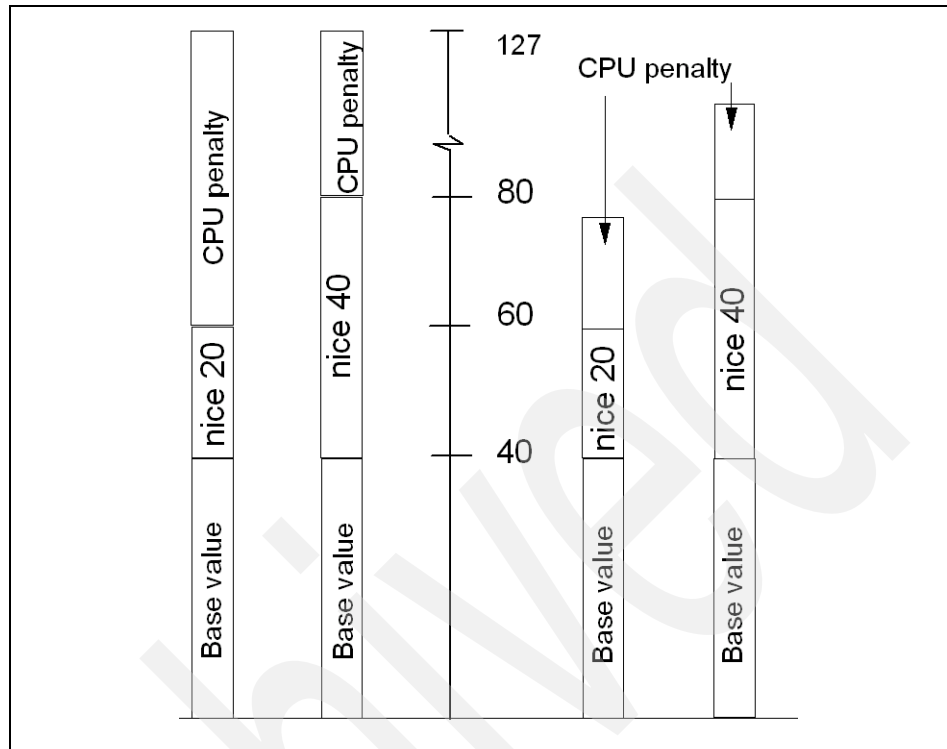 CPU penalty
nice 20
Base value
CPU penalty
nice 40
Base value
127
80
60
40
CPU penalty
nice 20
Base value
nice 40
Base value
hived